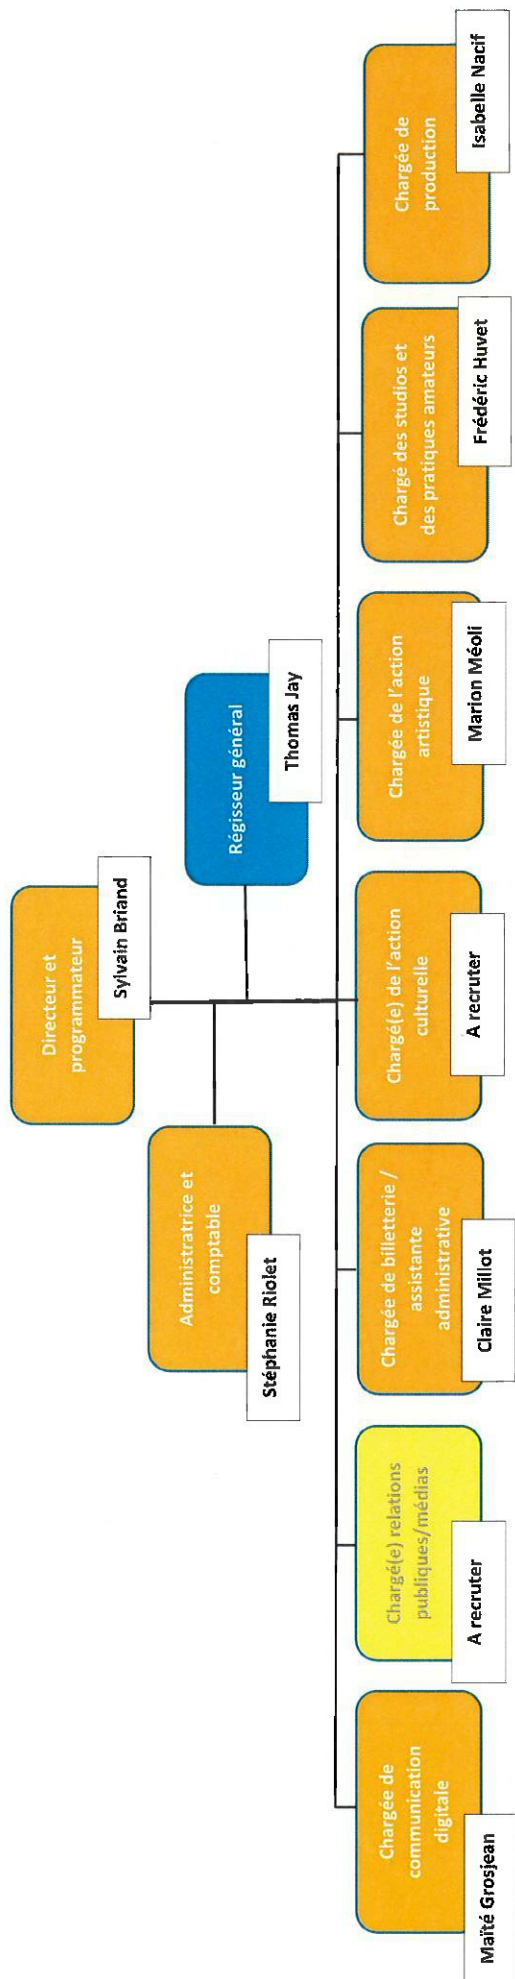 Directeur et
programmateur
Sylvain Briand
Administratrice et
comptable
Stéphanie Riolet
Régisseur général
Thomas Jay
Chargée de
communication
digitale
Maïté Grosjean
Chargé(e) relations
publiques/médias
A recruter
Chargée de billetterie /
assistante
administrative
Claire Millot
Chargé(e) de l'action
culturelle
A recruter
Chargée de l'action
artistique
Marion Méoli
Chargé des studios et
des pratiques amateurs
Frédéric Huvet
Chargée de
production
Isabelle Nacif